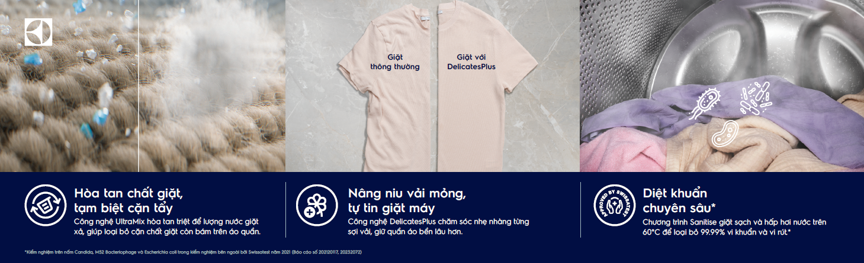 Giặt
thông thường
Giặt với
DelicatesPlus
Hòa tan chất giặt,
tạm biệt cặn tẩy
Công nghệ UltraMix hòa tan triệt để lượng nước giặt
xả, giúp loại bỏ cặn chất giặt còn bám trên áo quần.
Nâng niu vải mỏng,
tự tin giặt máy
Công nghệ DelicatesPlus chăm sóc nhẹ nhàng từng
sợi vải, giữ quần áo bền lâu hơn.
APPROVED BY SWISSATEST
Diệt khuẩn
chuyên sâu*
Chương trình Sanitise giặt sạch và hấp hơi nước trên
60°C để loại bỏ 99.99% vi khuẩn và vi rút.*
*Kiểm nghiệm trên nấm Candida, MS2 Bacteriophage và Escherichia coli trong kiểm nghiệm bên ngoài bởi Swissatest năm 2021 (Báo cáo số 20212017, 20232072)